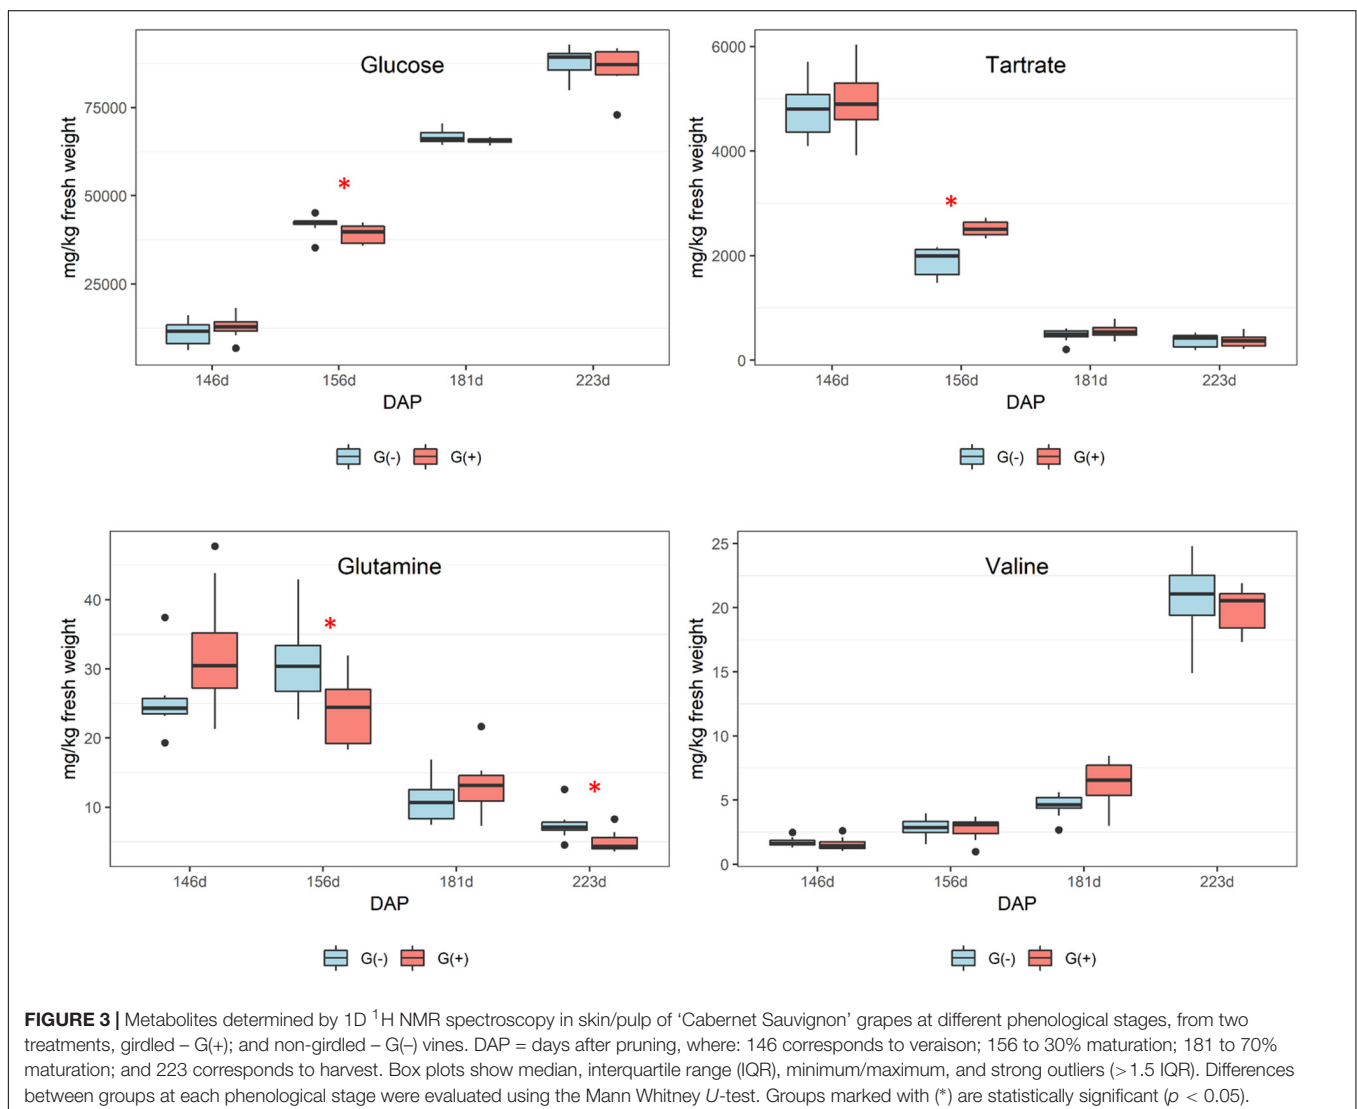 Glucose
mg/kg fresh weight
75000
50000
25000
*
146d 156d 181d 223d
DAP
G(-) G(+)
Tartrate
mg/kg fresh weight
6000
4000
2000
0
*
146d 156d 181d 223d
DAP
G(-) G(+)
Glutamine
mg/kg fresh weight
40
30
20
10
*
*
146d 156d 181d 223d
DAP
G(-) G(+)
Valine
mg/kg fresh weight
25
20
15
10
5
0
146d 156d 181d 223d
DAP
G(-) G(+)
FIGURE 3 | Metabolites determined by 1D ¹H NMR spectroscopy in skin/pulp of ‘Cabernet Sauvignon’ grapes at different phenological stages, from two
treatments, girdled – G(+); and non-girdled – G(–) vines. DAP = days after pruning, where: 146 corresponds to veraison; 156 to 30% maturation; 181 to 70%
maturation; and 223 corresponds to harvest. Box plots show median, interquartile range (IQR), minimum/maximum, and strong outliers (>1.5 IQR). Differences
between groups at each phenological stage were evaluated using the Mann Whitney U-test. Groups marked with (*) are statistically significant (p < 0.05).